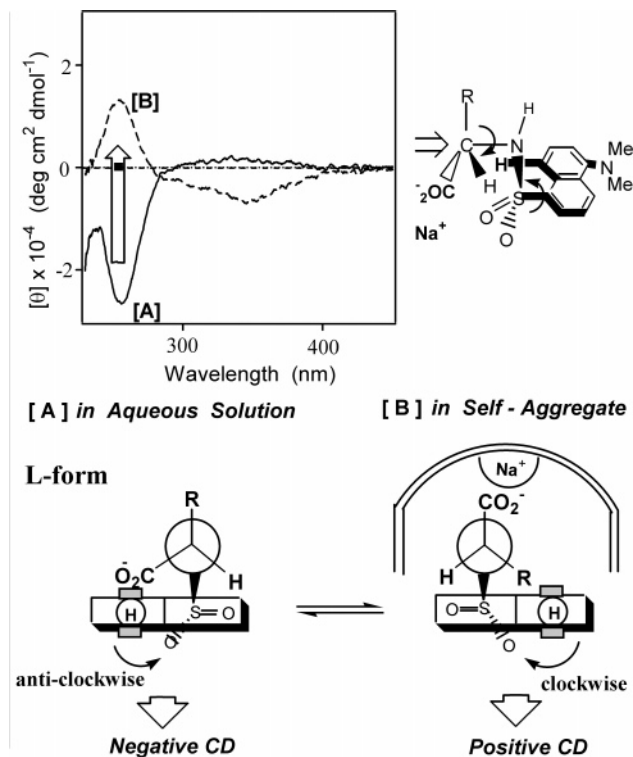 2
[B]
0
-2
[A]
[θ] x 10⁻⁴ (deg cm² dmol⁻¹)
300 400
Wavelength (nm)
R
H
C N
H
H
⁻₂OC
S
O
O
Na⁺
Me
N
Me
[A] in Aqueous Solution
[B] in Self-Aggregate
L-form
R
⁻O₂C
H
H
S=O
O
anti-clockwise
Negative CD
Na⁺
CO₂⁻
H
R
O=S
H
O
clockwise
Positive CD